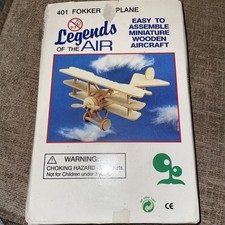 401 FOKKER PLANE
Legends
OF THE AIR
EASY TO
ASSEMBLE
MINIATURE
WOODEN
AIRCRAFT
WARNING:
CHOKING HAZARD
Not for Children under 3
CE